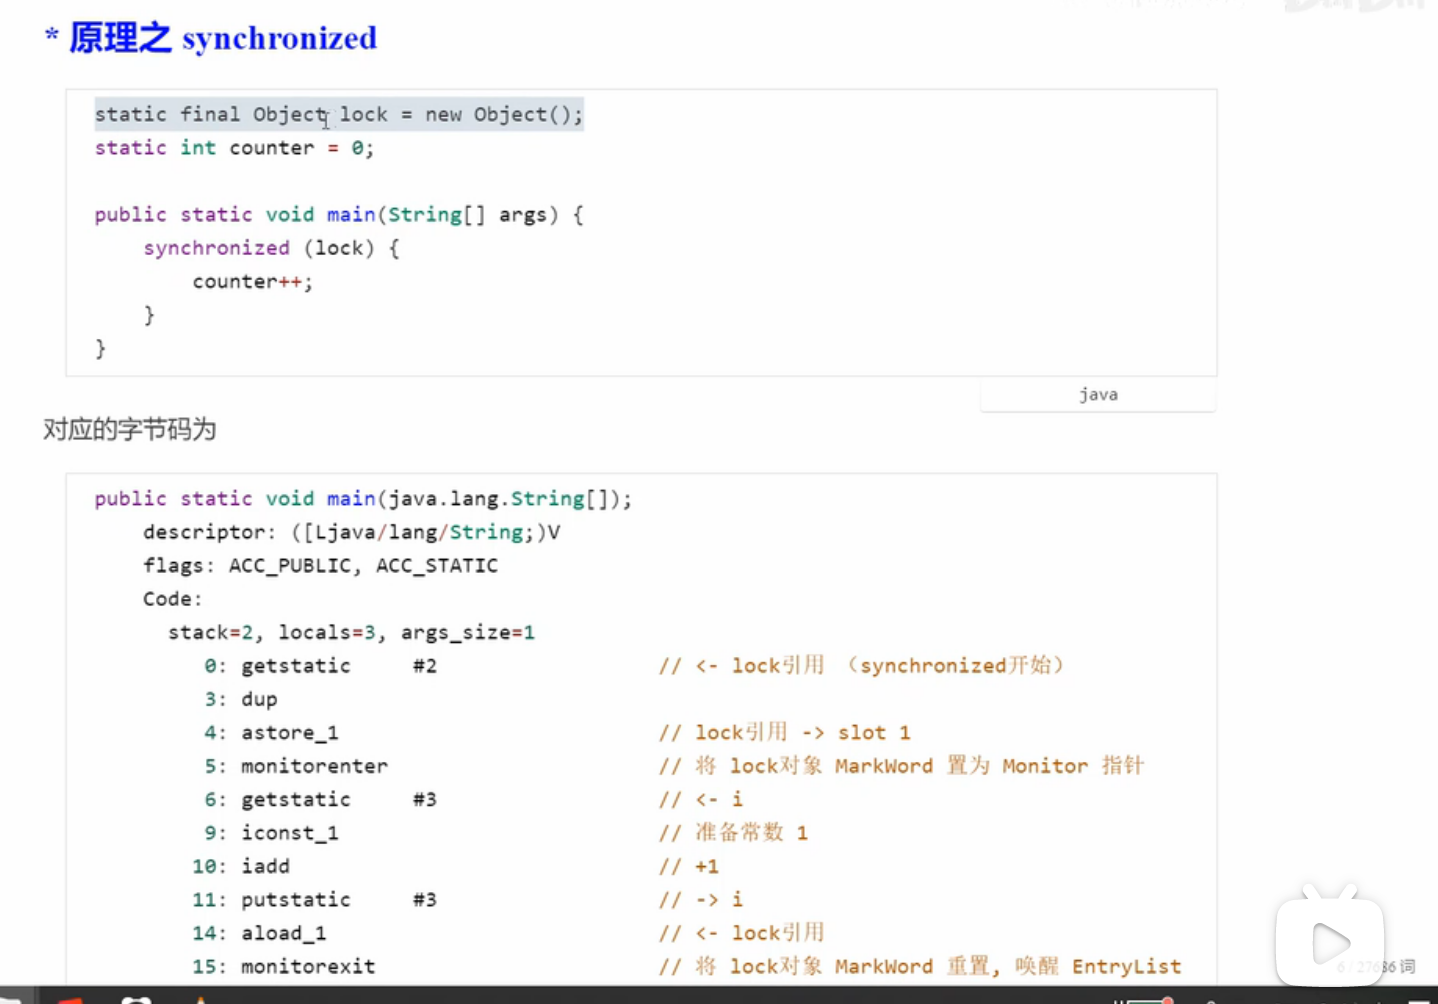 * 原理之 synchronized
static final Object lock = new Object();
static int counter = 0;
public static void main(String[] args) {
synchronized (lock) {
counter++;
}
}
java
对应的字节码为
public static void main(java.lang.String[]);
descriptor: ([Ljava/lang/String;)V
flags: ACC_PUBLIC, ACC_STATIC
Code:
stack=2, locals=3, args_size=1
0: getstatic #2 // <- lock引用 （synchronized开始）
3: dup
4: astore_1 // lock引用 -> slot 1
5: monitorenter // 将 lock对象 MarkWord 置为 Monitor 指针
6: getstatic #3 // <- i
9: iconst_1 // 准备常数 1
10: iadd // +1
11: putstatic #3 // -> i
14: aload_1 // <- lock引用
15: monitorexit // 将 lock对象 MarkWord 重置, 唤醒 EntryList
6 / 27686 词